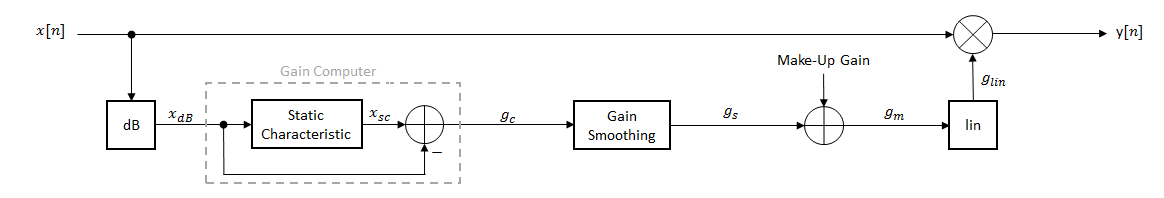 x[n]
y[n]
Make-Up Gain
Gain Computer
g_lin
dB
x_dB
Static
Characteristic
x_sc
−
g_c
Gain
Smoothing
g_s
g_m
lin